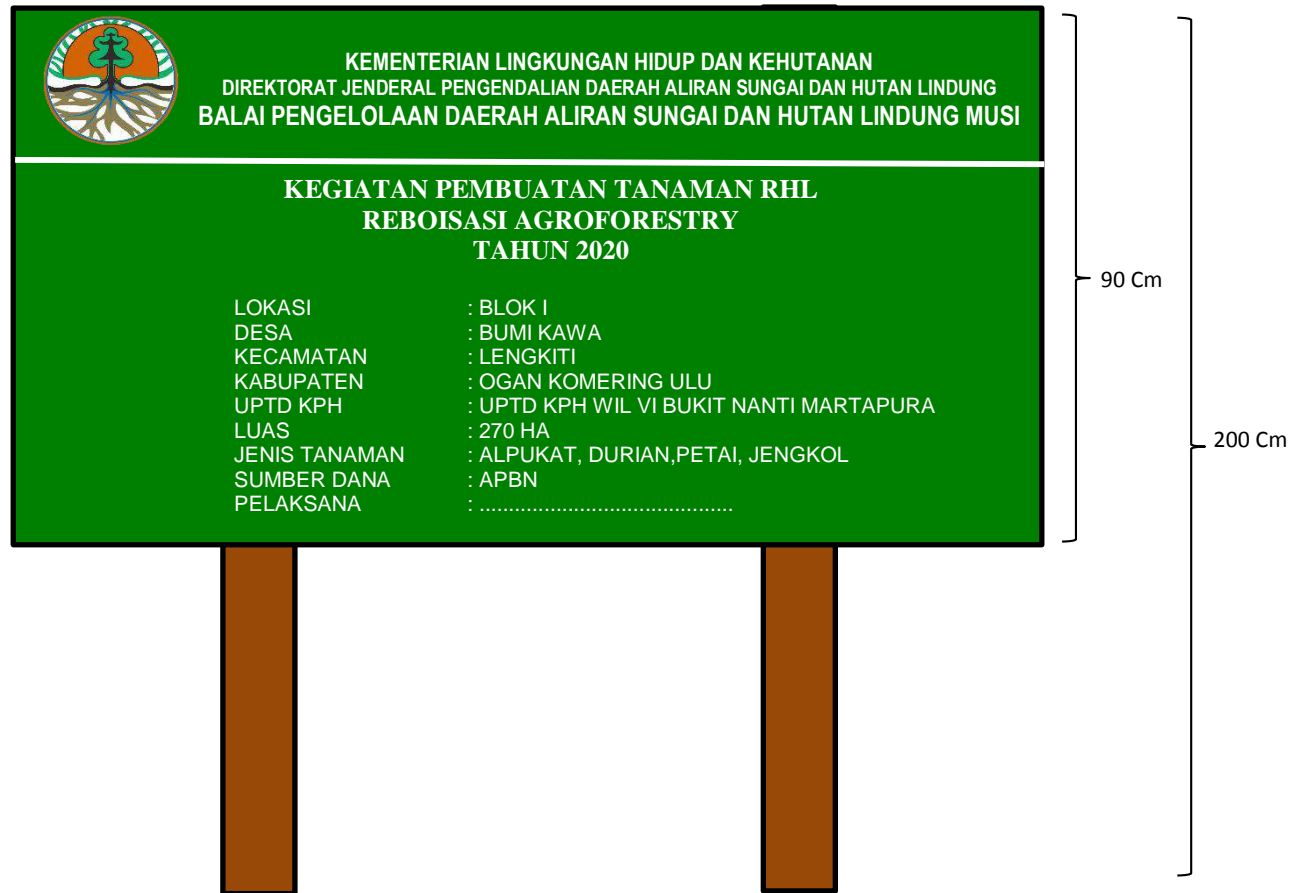 KEMENTERIAN LINGKUNGAN HIDUP DAN KEHUTANAN
DIREKTORAT JENDERAL PENGENDALIAN DAERAH ALIRAN SUNGAI DAN HUTAN LINDUNG
BALAI PENGELOLAAN DAERAH ALIRAN SUNGAI DAN HUTAN LINDUNG MUSI
KEGIATAN PEMBUATAN TANAMAN RHL
REBOISASI AGROFORESTRY
TAHUN 2020
LOKASI : BLOK I
DESA : BUMI KAWA
KECAMATAN : LENGKITI
KABUPATEN : OGAN KOMERING ULU
UPTD KPH : UPTD KPH WIL VI BUKIT NANTI MARTAPURA
LUAS : 270 HA
JENIS TANAMAN : ALPUKAT, DURIAN,PETAI, JENGKOL
SUMBER DANA : APBN
PELAKSANA : ...........................................
90 Cm
200 Cm